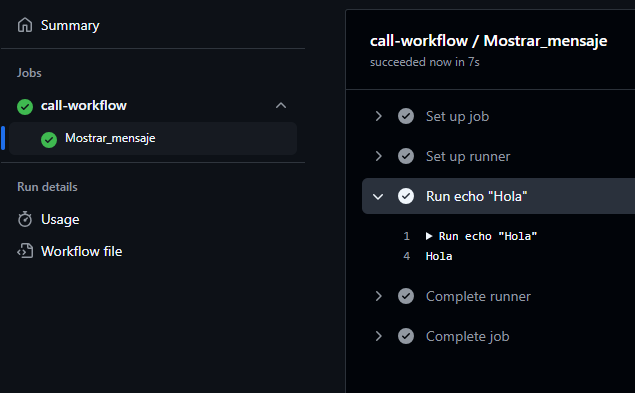 Summary
Jobs
call-workflow
Mostrar_mensaje
Run details
Usage
Workflow file
call-workflow / Mostrar_mensaje
succeeded now in 7s
Set up job
Set up runner
Run echo "Hola"
1 Run echo "Hola"
4 Hola
Complete runner
Complete job